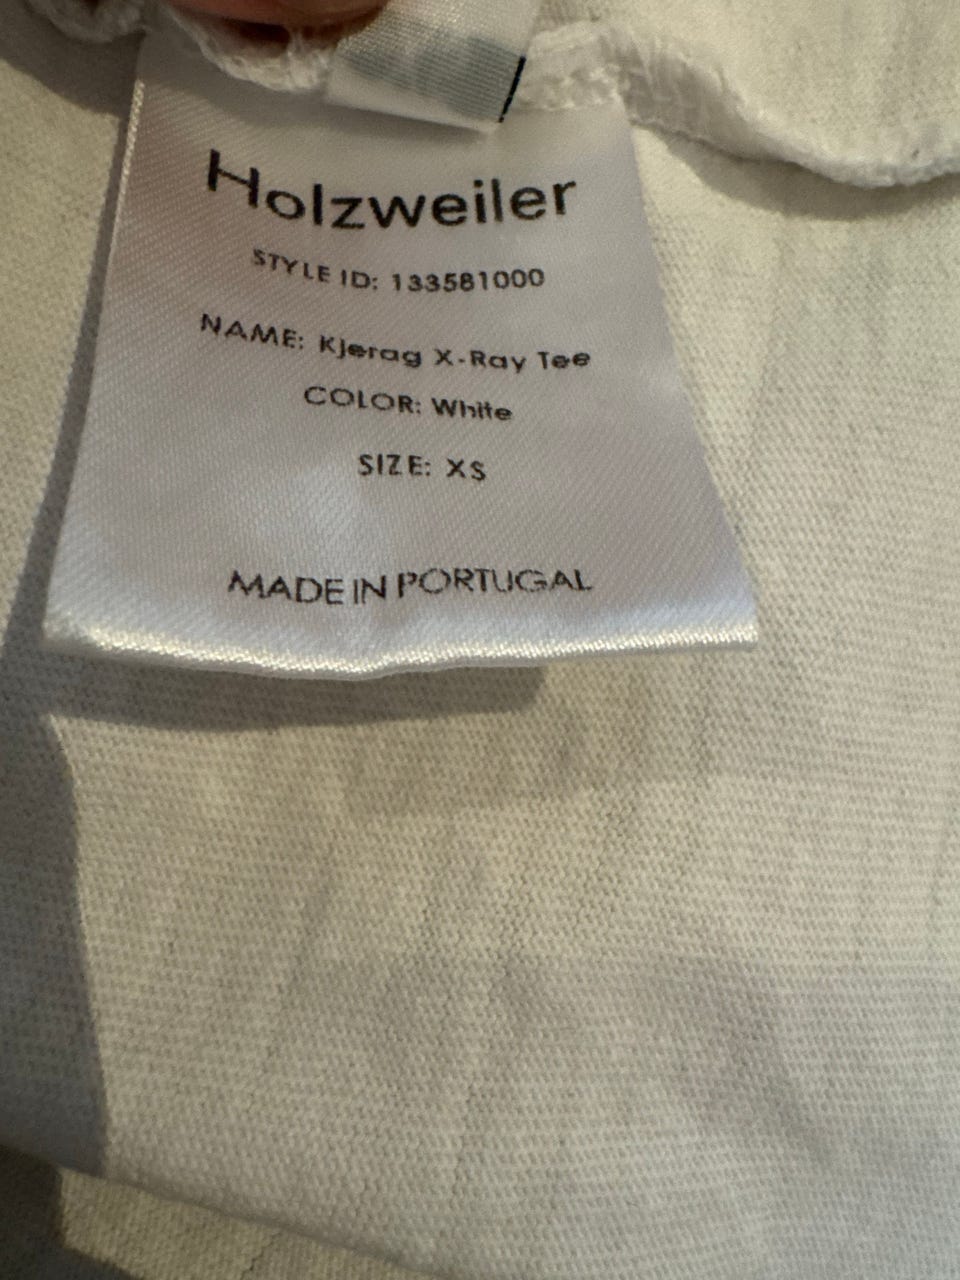 Holzweiler
STYLE ID: 133581000
NAME: Kjerag X-Ray Tee
COLOR: White
SIZE: XS
MADE IN PORTUGAL